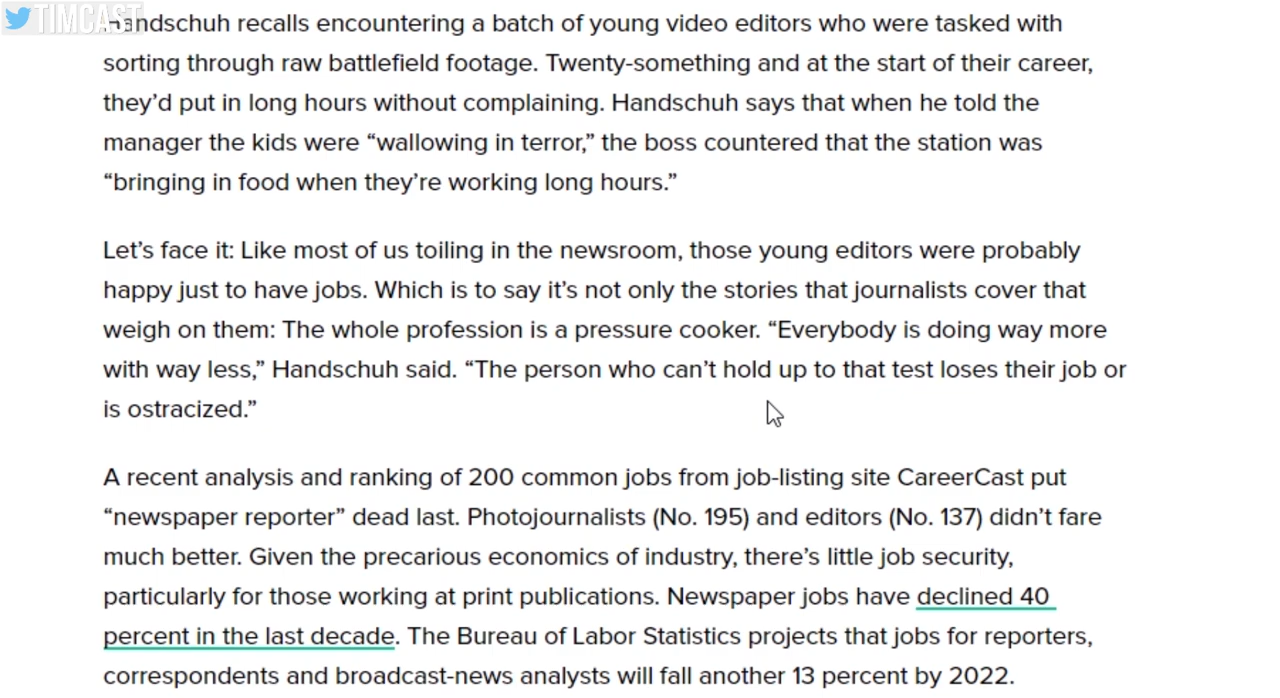 TIMCAST
Handschuh recalls encountering a batch of young video editors who were tasked with
sorting through raw battlefield footage. Twenty-something and at the start of their career,
they’d put in long hours without complaining. Handschuh says that when he told the
manager the kids were “wallowing in terror,” the boss countered that the station was
“bringing in food when they’re working long hours.”
Let’s face it: Like most of us toiling in the newsroom, those young editors were probably
happy just to have jobs. Which is to say it’s not only the stories that journalists cover that
weigh on them: The whole profession is a pressure cooker. “Everybody is doing way more
with way less,” Handschuh said. “The person who can’t hold up to that test loses their job or
is ostracized.”
A recent analysis and ranking of 200 common jobs from job-listing site CareerCast put
“newspaper reporter” dead last. Photojournalists (No. 195) and editors (No. 137) didn’t fare
much better. Given the precarious economics of industry, there’s little job security,
particularly for those working at print publications. Newspaper jobs have declined 40
percent in the last decade. The Bureau of Labor Statistics projects that jobs for reporters,
correspondents and broadcast-news analysts will fall another 13 percent by 2022.